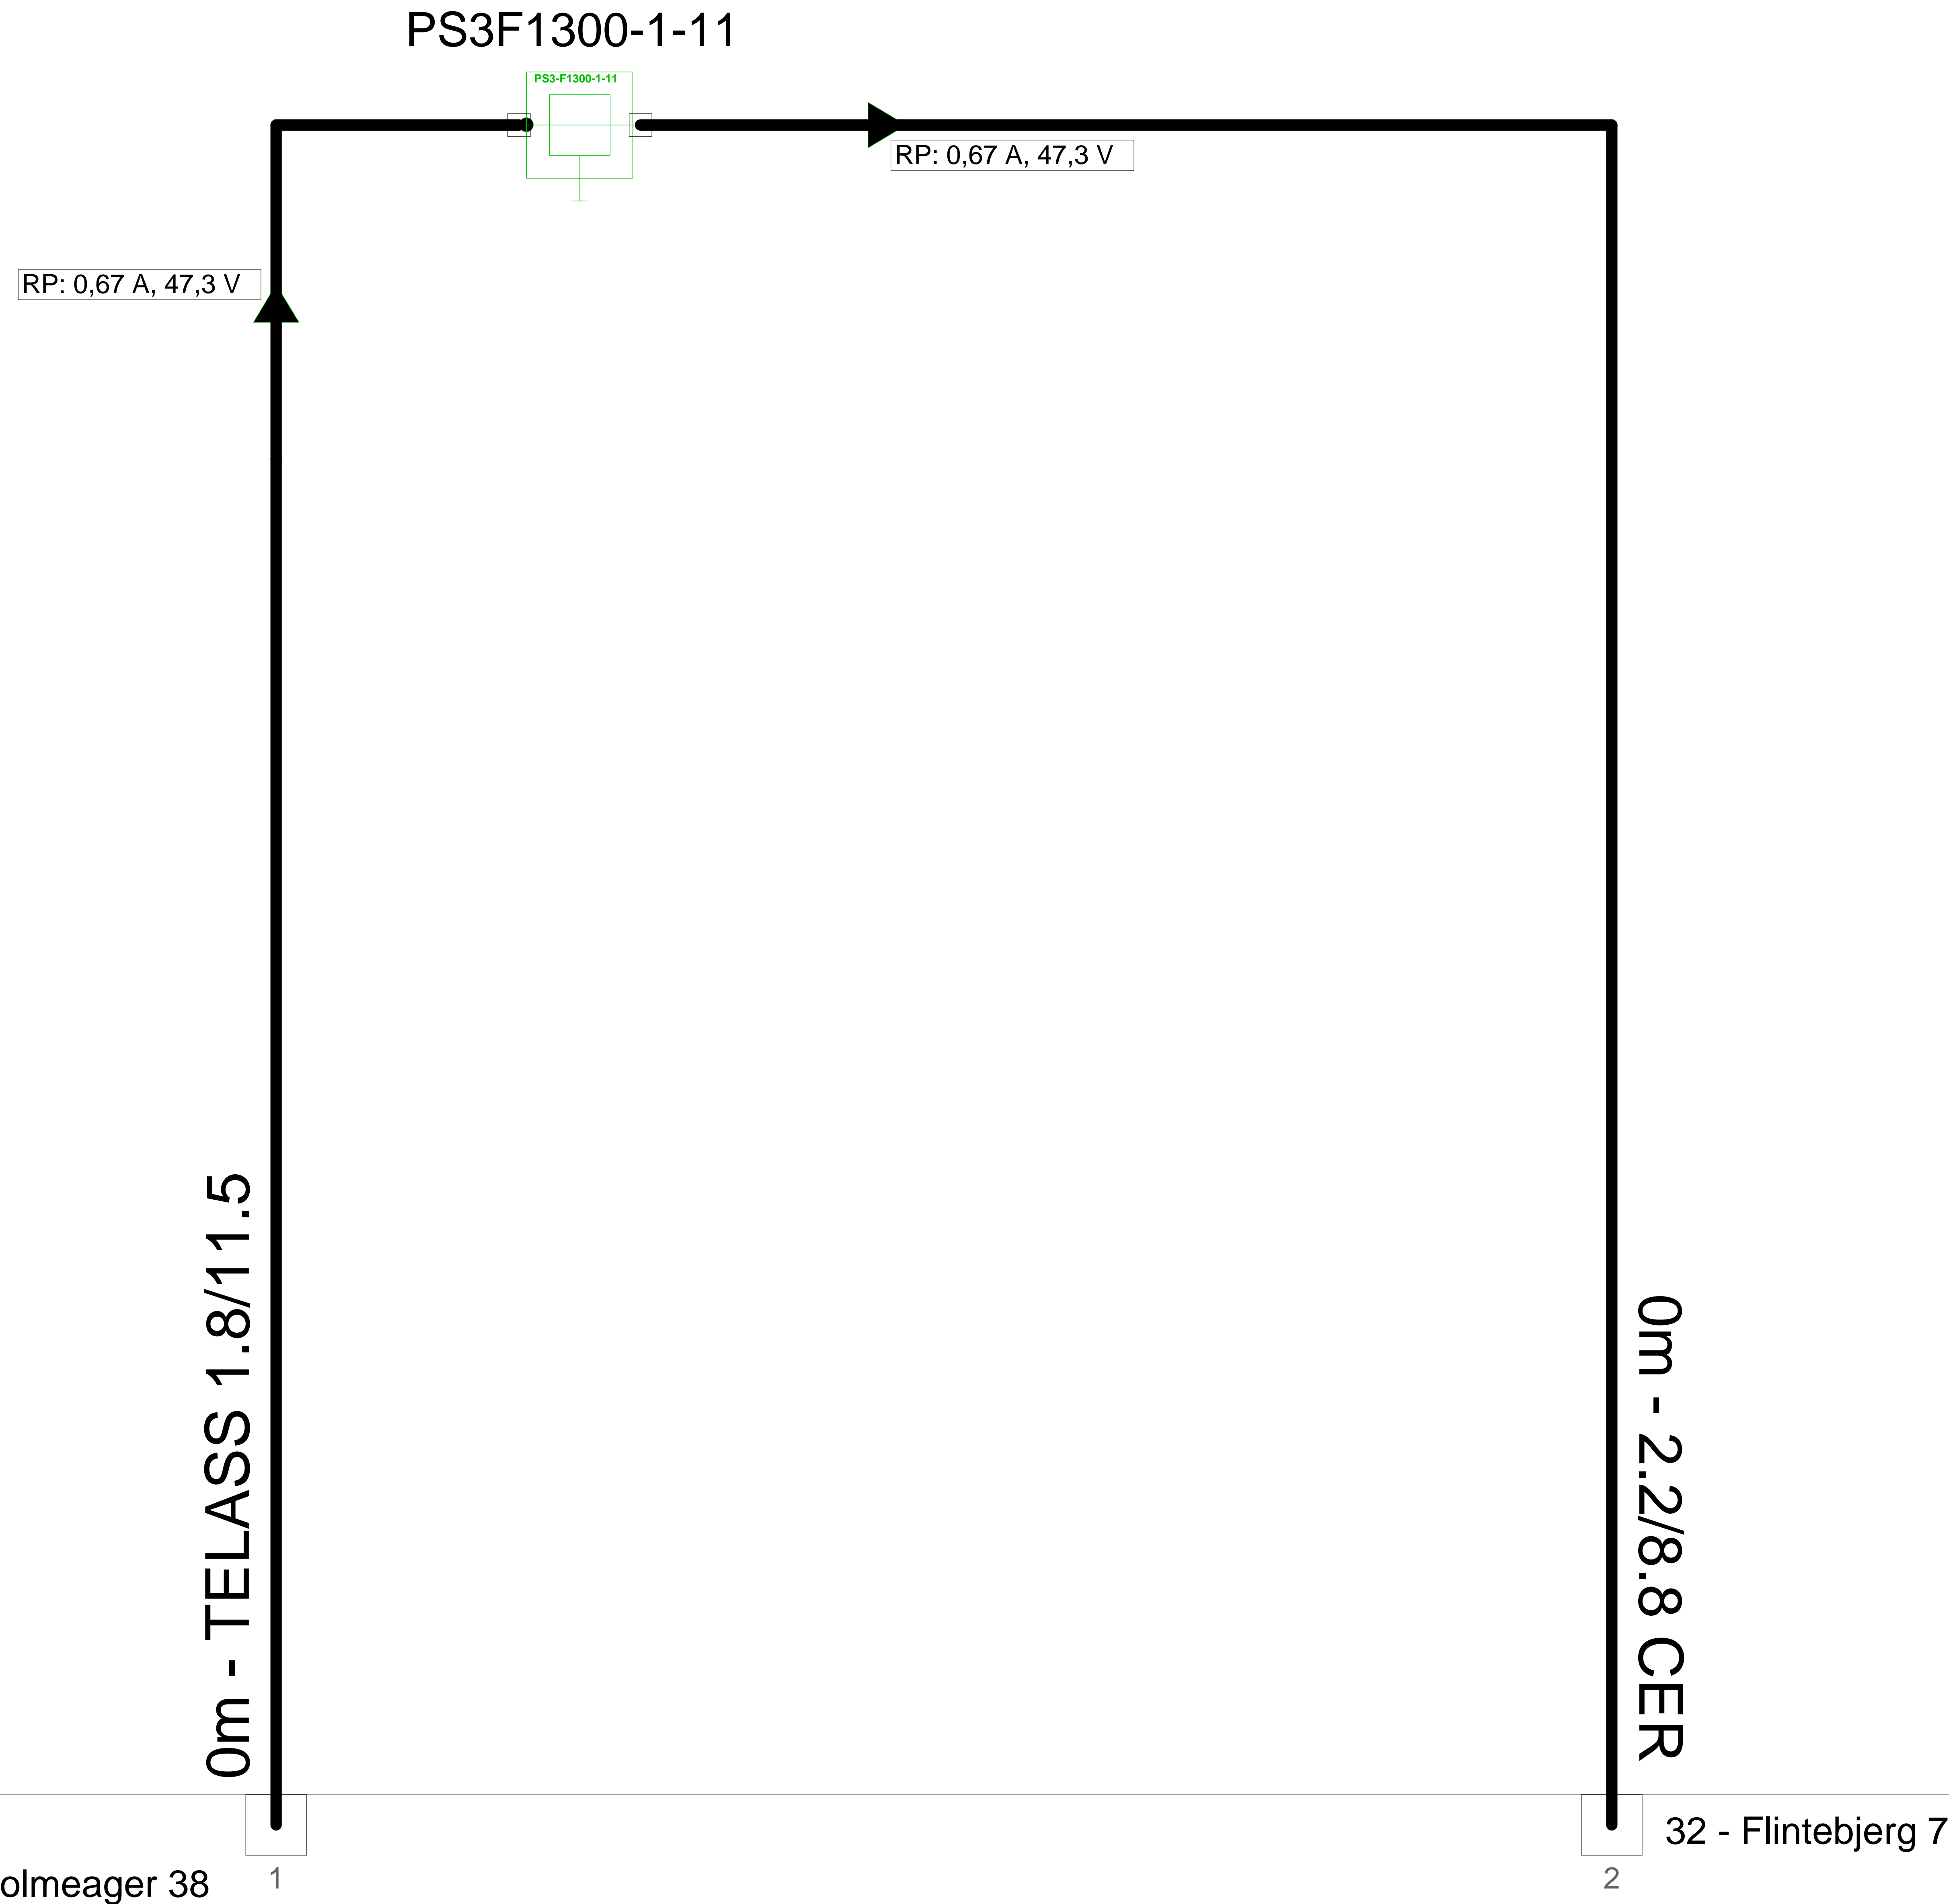 PS3F1300-1-11
PS3-F1300-1-11
RP: 0,67 A, 47,3 V
RP: 0,67 A, 47,3 V
0m - TELASS 1.8/11.5
0m - 2.2/8.8 CER
32 - Flintebjerg 7
olmeager 38
1
2